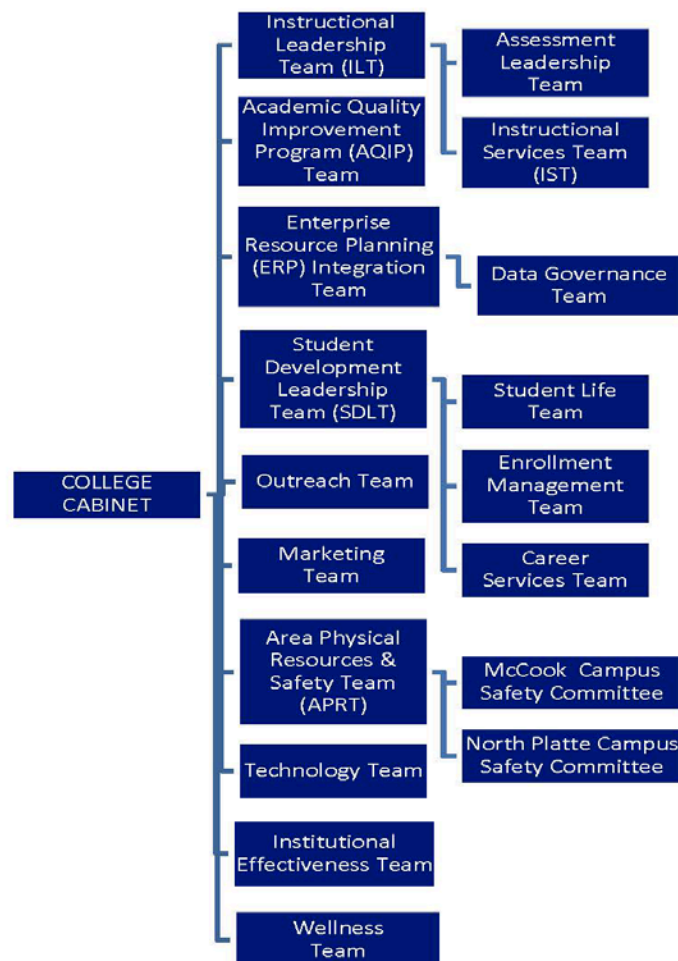 COLLEGE
CABINET
Instructional
Leadership
Team (ILT)
Assessment
Leadership
Team
Instructional
Services Team
(IST)
Academic Quality
Improvement
Program (AQIP)
Team
Enterprise
Resource Planning
(ERP) Integration
Team
Data Governance
Team
Student
Development
Leadership
Team (SDLT)
Student Life
Team
Enrollment
Management
Team
Career
Services Team
Outreach Team
Marketing
Team
Area Physical
Resources &
Safety Team
(APRT)
McCook Campus
Safety Committee
North Platte Campus
Safety Committee
Technology Team
Institutional
Effectiveness Team
Wellness
Team